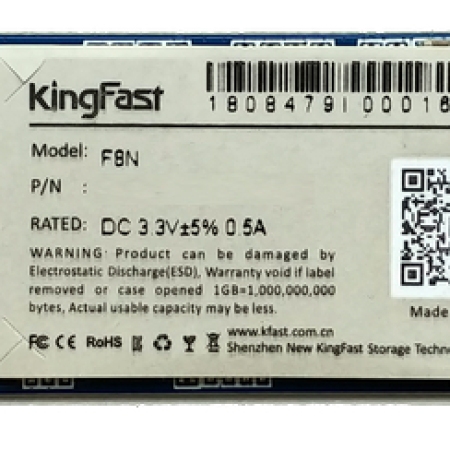 KingFast
1808479I00016
Model: F8N
P/N :
RATED: DC 3.3V±5% 0.5A
WARNING: Product can be damaged by
Electrostatic Discharge(ESD), Warranty void if label
removed or case opened 1GB=1,000,000,000
bytes, Actual usable capacity may be less.
Made
FC CE RoHS
www.kfast.com.cn
Shenzhen New KingFast Storage Techn